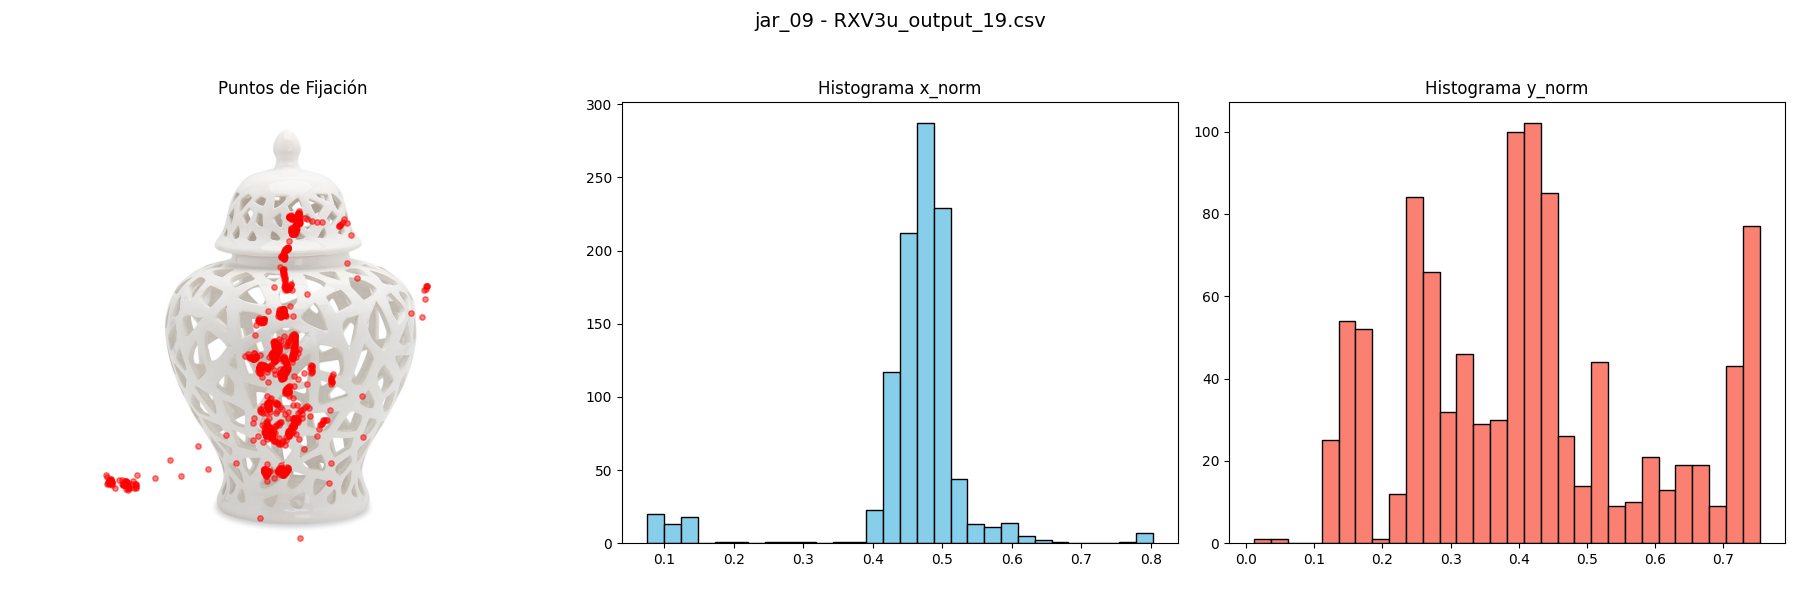 jar_09 - RXV3u_output_19.csv
Puntos de Fijación
Histograma x_norm
Histograma y_norm
300
250
200
150
100
50
0
0.1 0.2 0.3 0.4 0.5 0.6 0.7 0.8
100
80
60
40
20
0
0.0 0.1 0.2 0.3 0.4 0.5 0.6 0.7